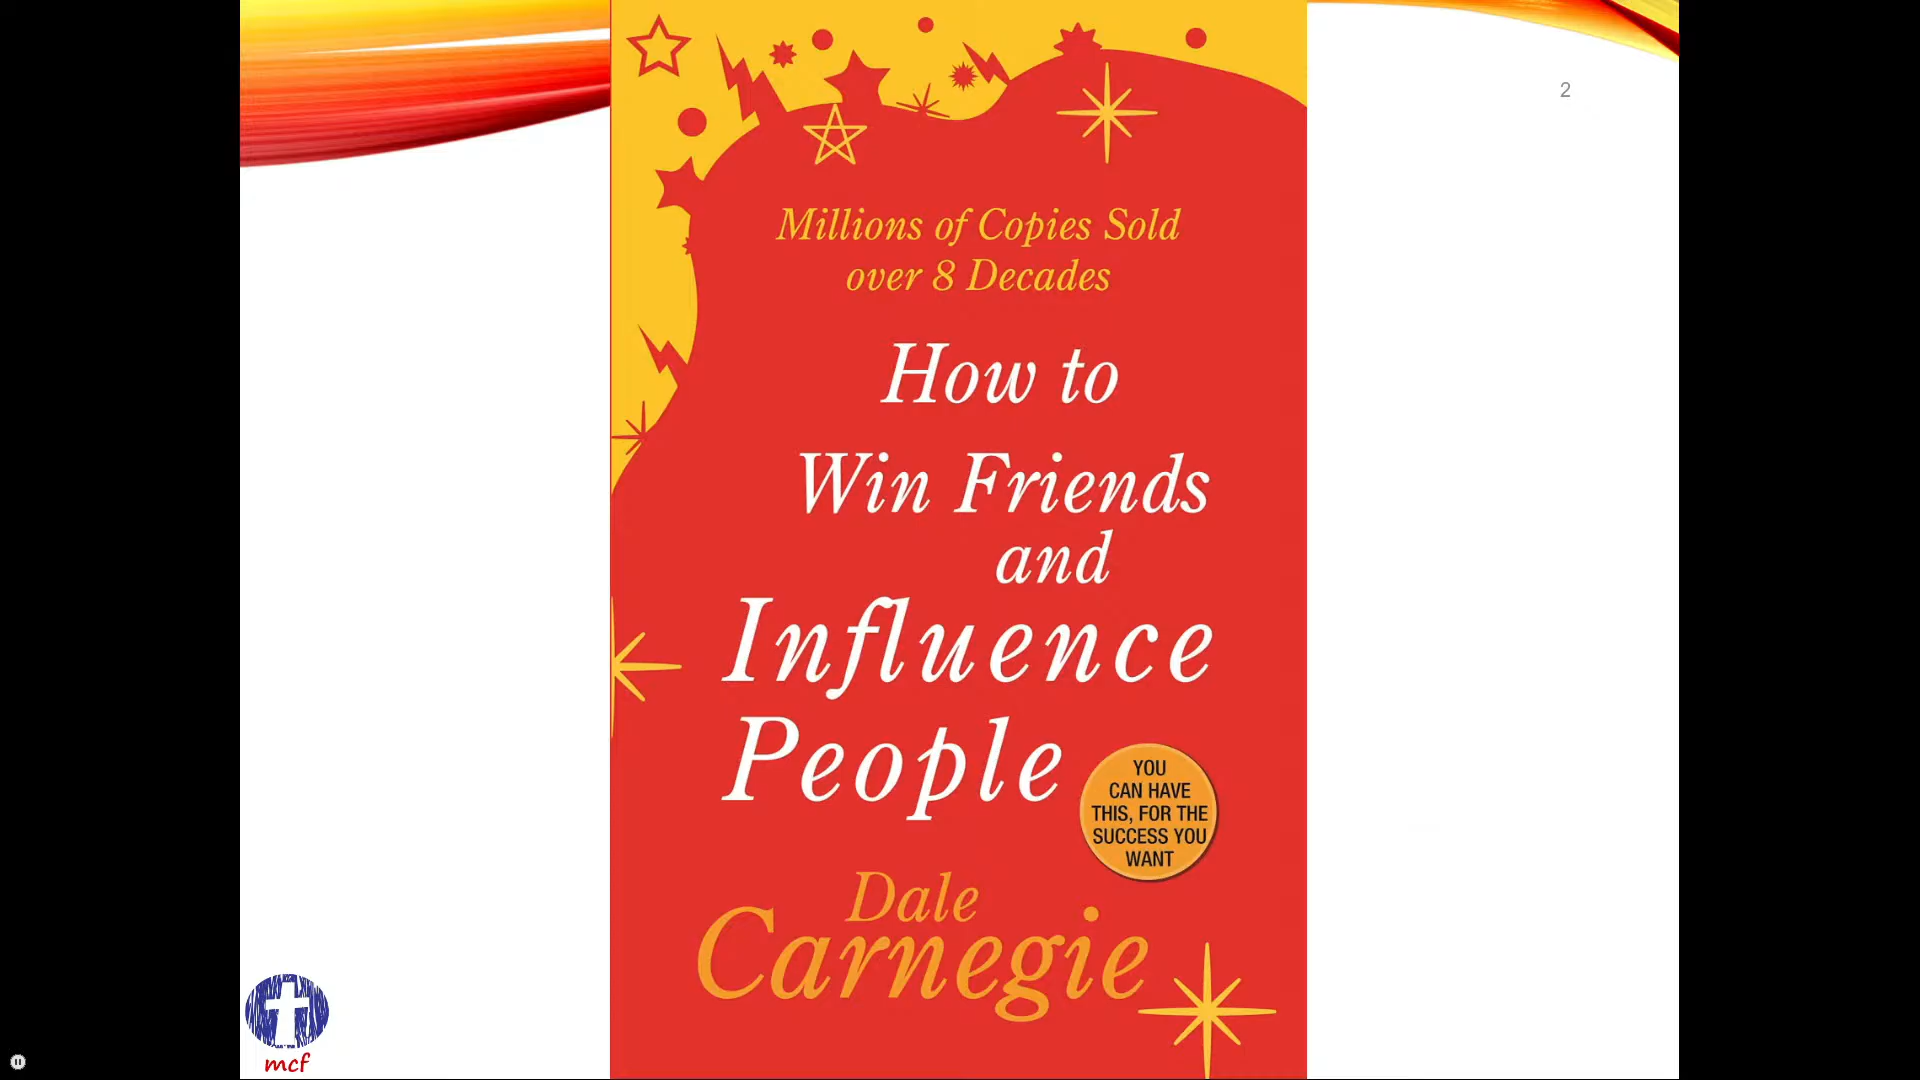 2
Millions of Copies Sold
over 8 Decades
How to
Win Friends
and
Influence
People
YOU
CAN HAVE
THIS, FOR THE
SUCCESS YOU
WANT
Dale
Carnegie
mcf